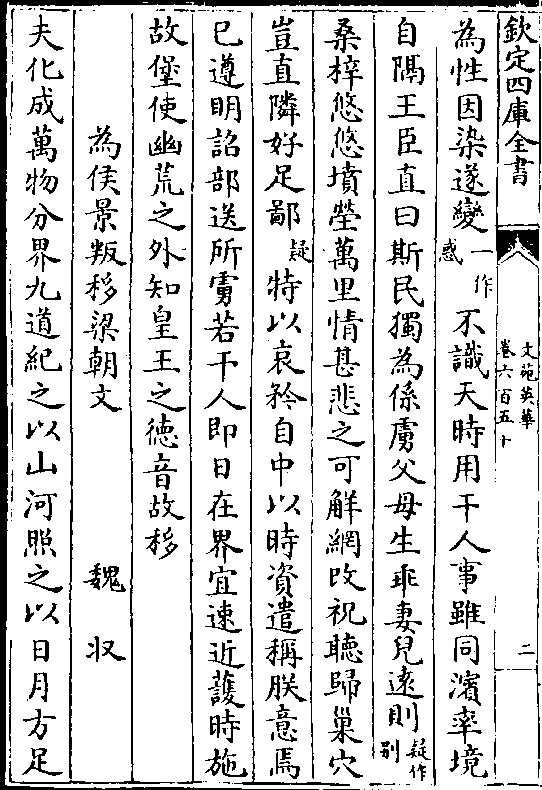 欽定四庫全書
文苑英華
卷六百五十
二
為性因染遂變一作惑不識天時用干人事雖同濱率境
自隔王臣直曰斯民獨為係虜父母生乖妻兒遠則疑作别
桑梓悠悠墳塋萬里情甚悲之可解網改祝聽歸巢穴
豈直隣好足鄙疑特以哀矜自中以時資遣稱朕意焉
已遵明詔部送所虜若干人即日在界宜速近䕶時施
故堡使幽荒之外知皇王之徳音故移
為侯景叛移梁朝文
魏收
夫化成萬物分界九道紀之以山河照之以日月方足